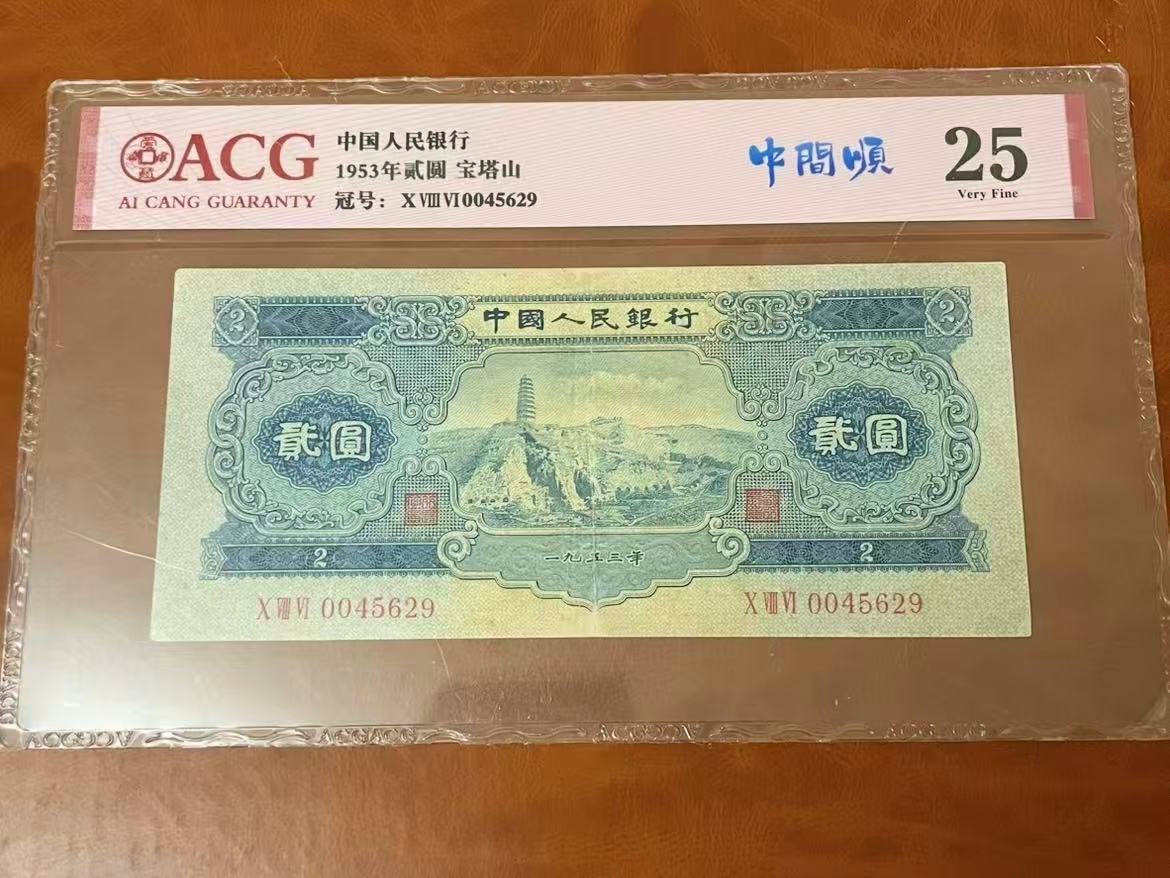 ACG
AI CANG GUARANTY
中国人民银行
1953年贰圆 宝塔山
冠号：X VIII VI 0045629
中間順
25
Very Fine
中國人民銀行
2
2
貳圓
貳圓
一九五三年
2
2
X VIII VI 0045629
X VIII VI 0045629